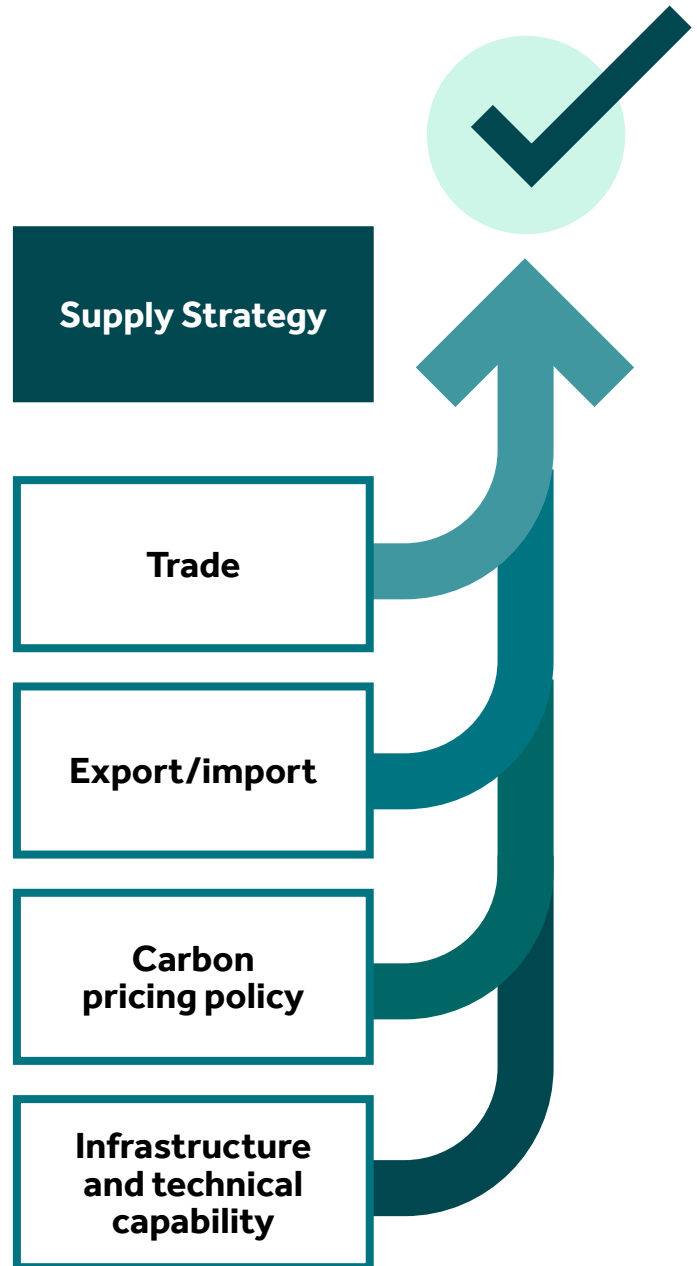 Supply Strategy
Trade
Export/import
Carbon
pricing policy
Infrastructure
and technical
capability